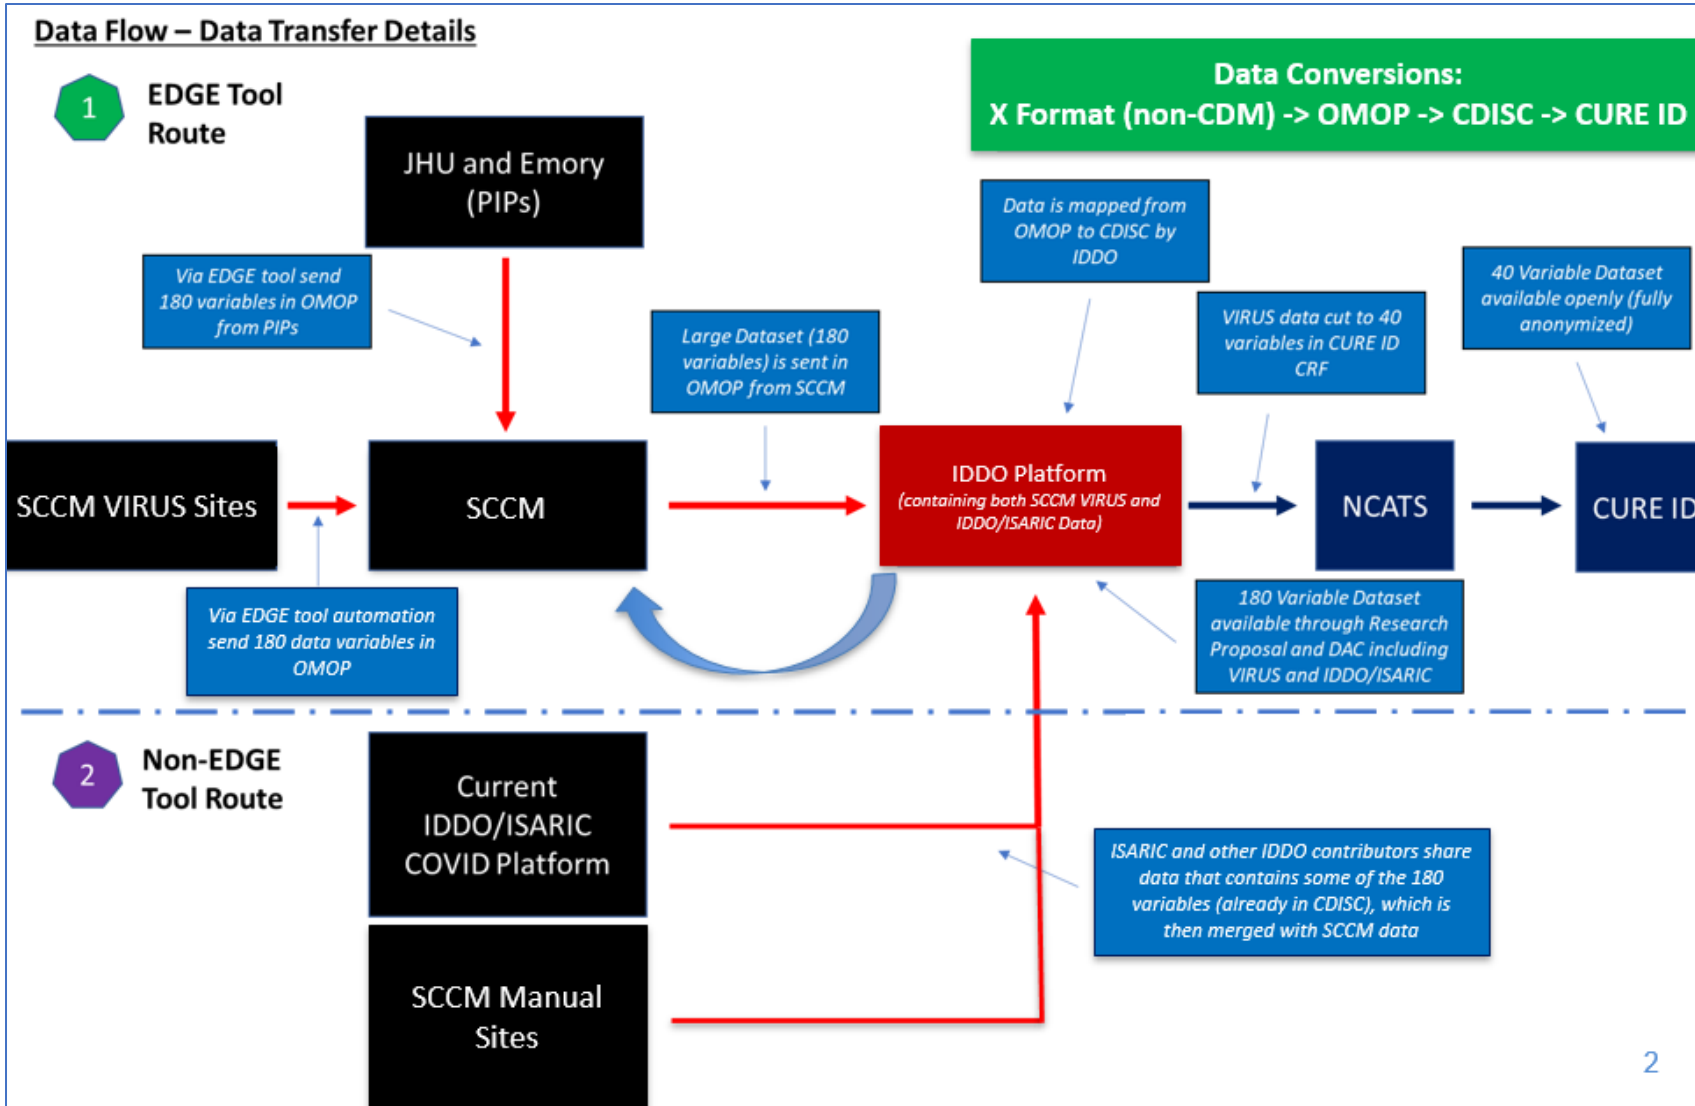 Data Flow – Data Transfer Details
1
EDGE Tool
Route
Data Conversions:
X Format (non-CDM) -> OMOP -> CDISC -> CURE ID
JHU and Emory
(PIPs)
Via EDGE tool send
180 variables in OMOP
from PIPs
Large Dataset (180
variables) is sent in
OMOP from SCCM
Data is mapped from
OMOP to CDISC by
IDDO
VIRUS data cut to 40
variables in CURE ID
CRF
40 Variable Dataset
available openly (fully
anonymized)
SCCM VIRUS Sites
SCCM
IDDO Platform
(containing both SCCM VIRUS and
IDDO/ISARIC Data)
NCATS
CURE ID
Via EDGE tool automation
send 180 data variables in
OMOP
180 Variable Dataset
available through Research
Proposal and DAC including
VIRUS and IDDO/ISARIC
2
Non-EDGE
Tool Route
Current
IDDO/ISARIC
COVID Platform
ISARIC and other IDDO contributors share
data that contains some of the 180
variables (already in CDISC), which is
then merged with SCCM data
SCCM Manual
Sites
2